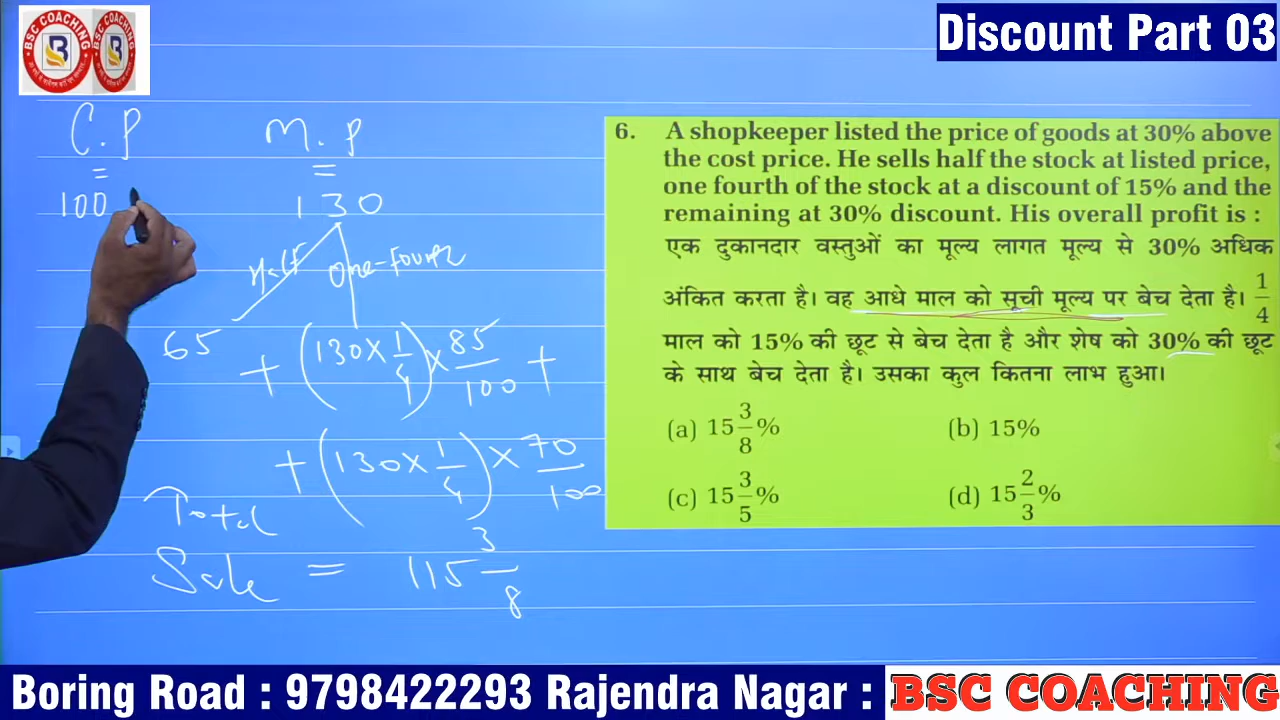 BSC COACHING
Discount Part 03
C.P
M.P
=
=
100
130
Half
One-fourth
65 + (130 × 1/4) × 85/100 +
+ (130 × 1/4) × 70/100
Total
Sale = 115 3/8
6. A shopkeeper listed the price of goods at 30% above
the cost price. He sells half the stock at listed price,
one fourth of the stock at a discount of 15% and the
remaining at 30% discount. His overall profit is :
एक दुकानदार वस्तुओं का मूल्य लागत मूल्य से 30% अधिक
अंकित करता है। वह आधे माल को सूची मूल्य पर बेच देता है। 1/4
माल को 15% की छूट से बेच देता है और शेष को 30% की छूट
के साथ बेच देता है। उसका कुल कितना लाभ हुआ।
(a) 15 3/8 %
(b) 15%
(c) 15 3/5 %
(d) 15 2/3 %
Boring Road : 9798422293 Rajendra Nagar : BSC COACHING